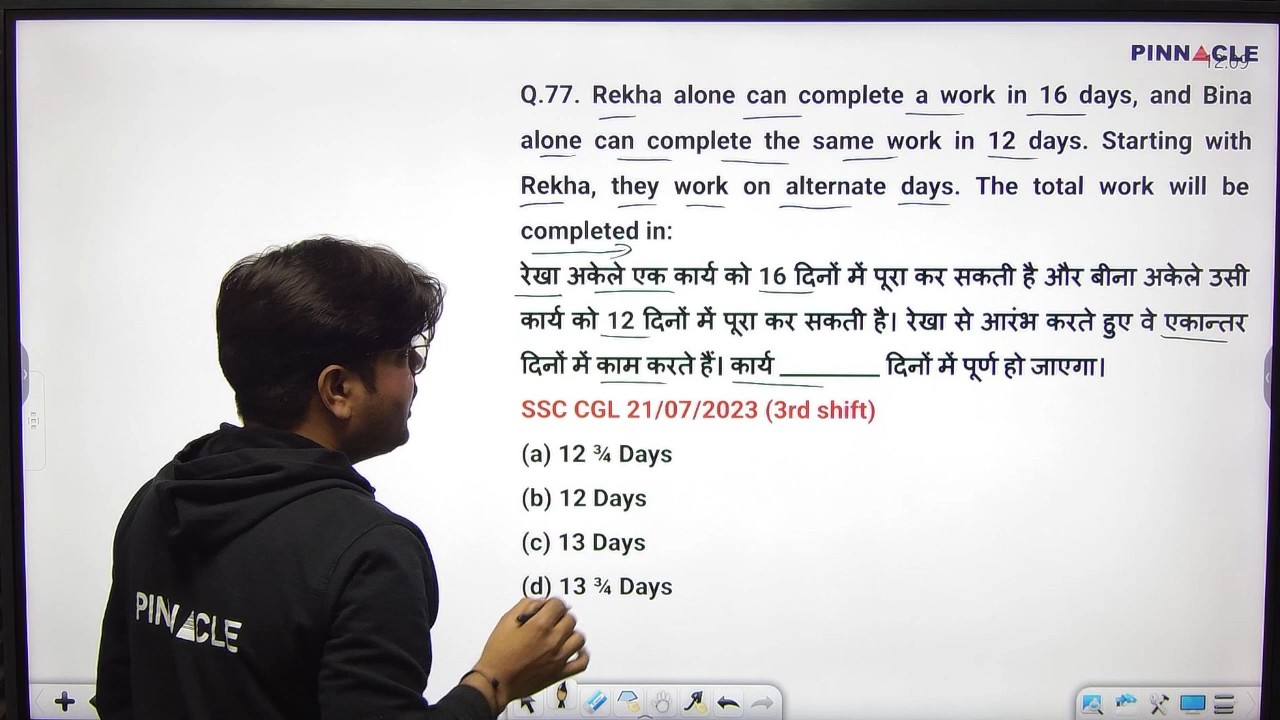 PINNACLE
12:09
Q.77. Rekha alone can complete a work in 16 days, and Bina
alone can complete the same work in 12 days. Starting with
Rekha, they work on alternate days. The total work will be
completed in:
रेखा अकेले एक कार्य को 16 दिनों में पूरा कर सकती है और बीना अकेले उसी
कार्य को 12 दिनों में पूरा कर सकती है। रेखा से आरंभ करते हुए वे एकान्तर
दिनों में काम करते हैं। कार्य ________ दिनों में पूर्ण हो जाएगा।
SSC CGL 21/07/2023 (3rd shift)
(a) 12 ¾ Days
(b) 12 Days
(c) 13 Days
(d) 13 ¾ Days
PINNACLE